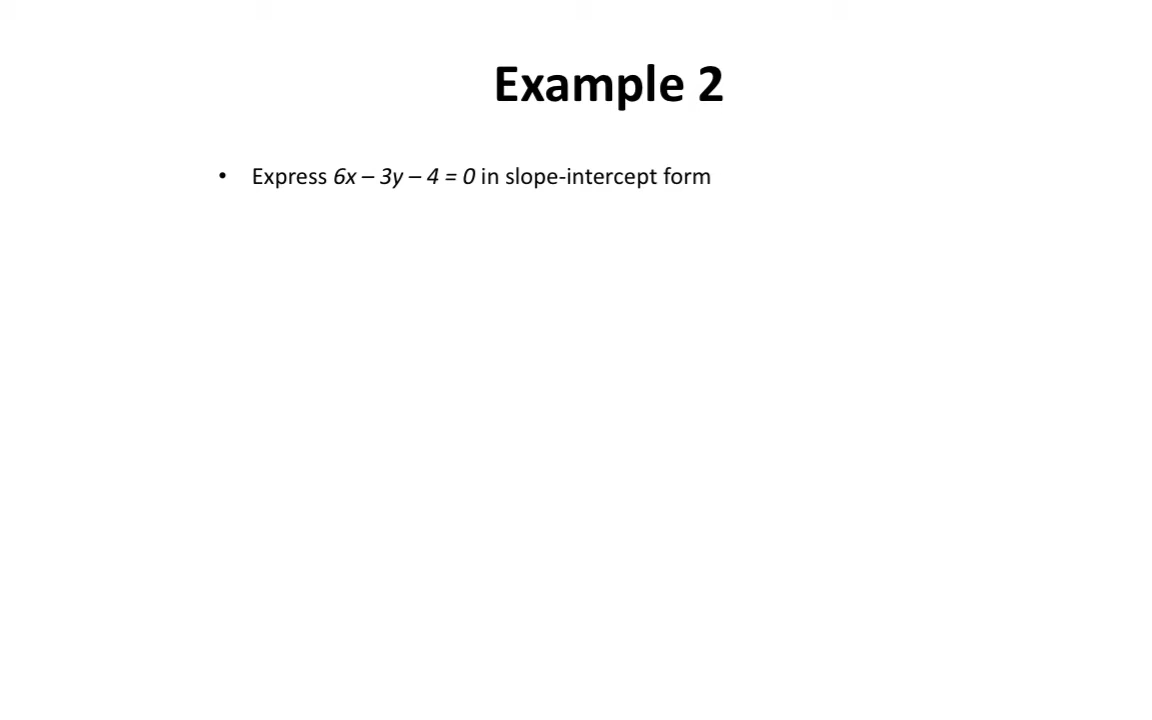 Example 2
• Express 6x – 3y – 4 = 0 in slope-intercept form